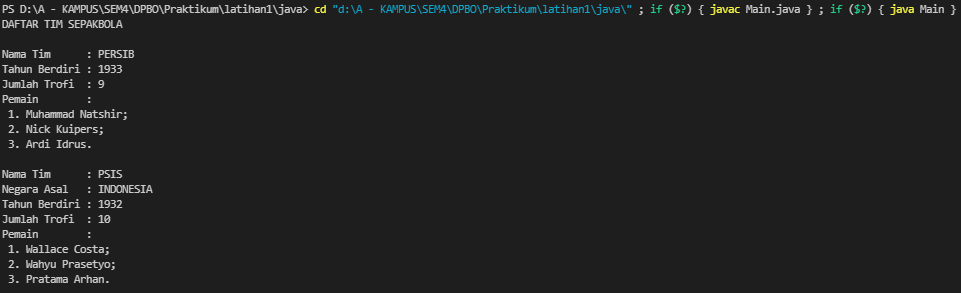 PS D:\A - KAMPUS\SEM4\DPBO\Praktikum\latihan1\java> cd "d:\A - KAMPUS\SEM4\DPBO\Praktikum\latihan1\java\" ; if ($?) { javac Main.java } ; if ($?) { java Main }
DAFTAR TIM SEPAKBOLA

Nama Tim      : PERSIB
Tahun Berdiri : 1933
Jumlah Trofi  : 9
Pemain        :
 1. Muhammad Natshir;
 2. Nick Kuipers;
 3. Ardi Idrus.

Nama Tim      : PSIS
Negara Asal   : INDONESIA
Tahun Berdiri : 1932
Jumlah Trofi  : 10
Pemain        :
 1. Wallace Costa;
 2. Wahyu Prasetyo;
 3. Pratama Arhan.